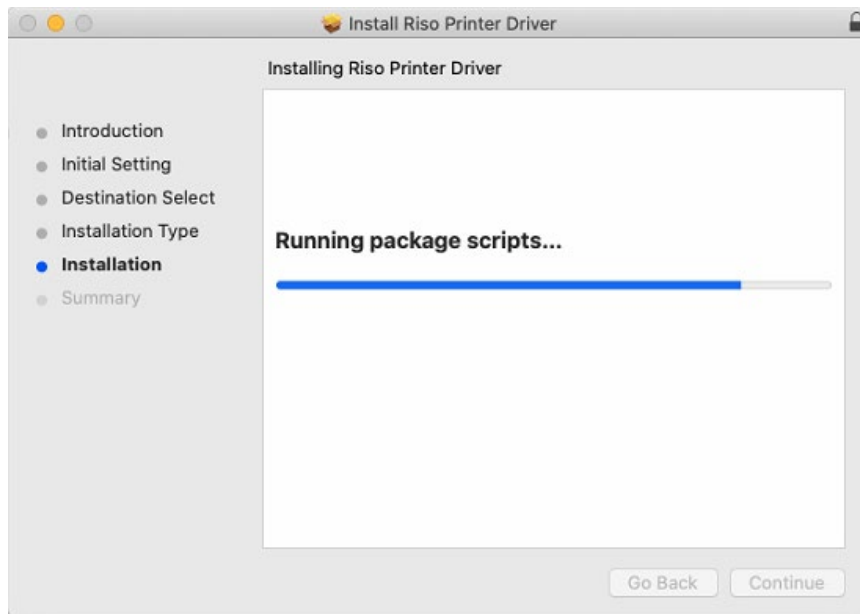 Install Riso Printer Driver
Installing Riso Printer Driver
Introduction
Initial Setting
Destination Select
Installation Type
Installation
Summary
Running package scripts...
Go Back
Continue